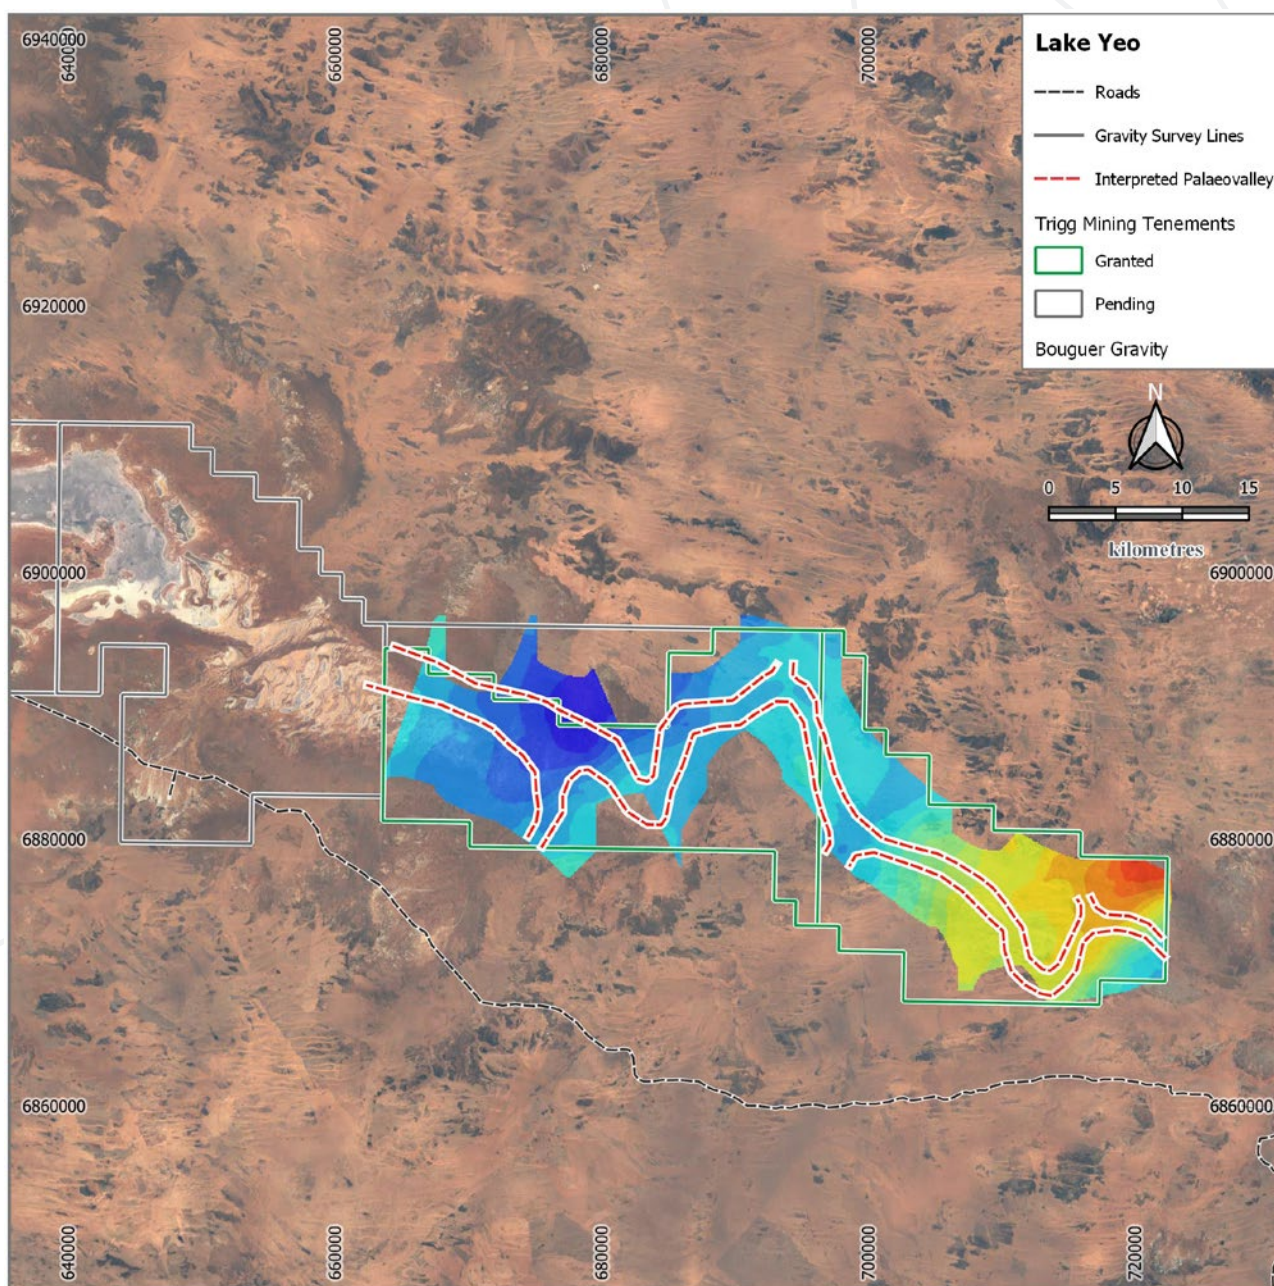 Lake Yeo
Roads
Gravity Survey Lines
Interpreted Palaeovalley
Trigg Mining Tenements
Granted
Pending
Bouguer Gravity
N
0 5 10 15
kilometres
6940000
640000
660000
680000
700000
6920000
6900000
6900000
6880000
6880000
6860000
6860000
640000
660000
680000
700000
720000